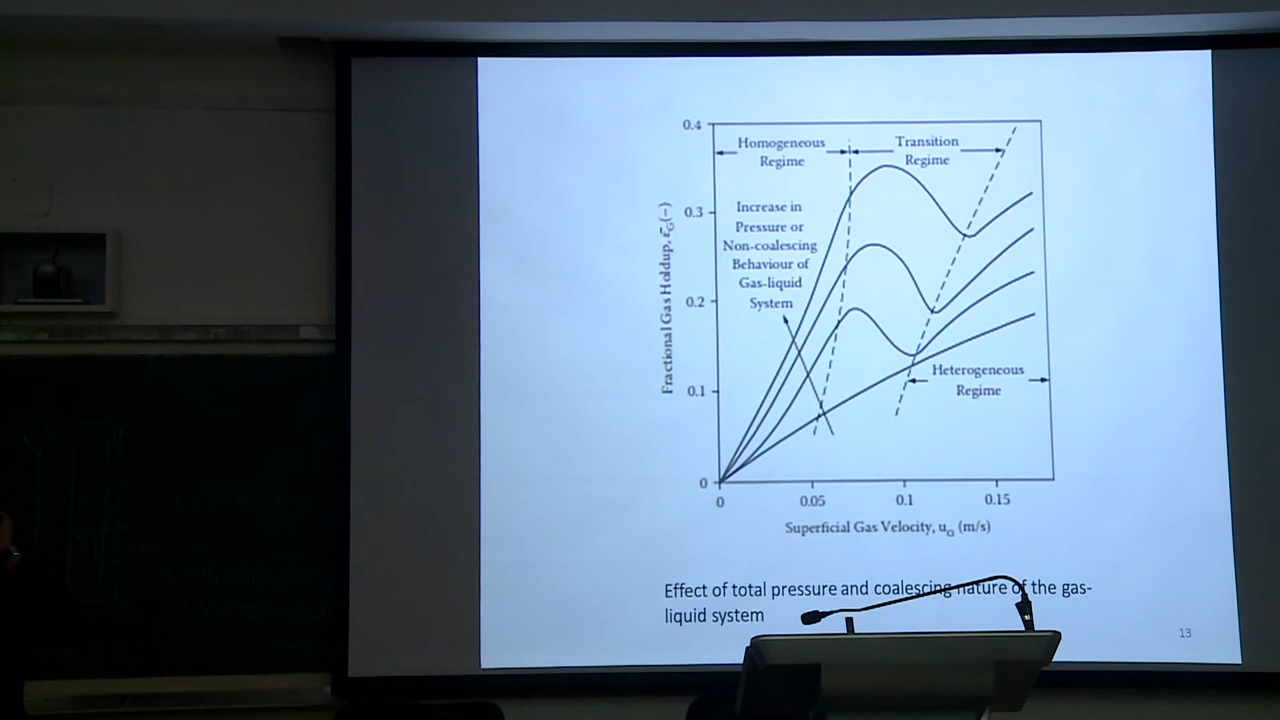 0.4
Homogeneous
Regime
Transition
Regime
0.3
Increase in
Pressure or
Non-coalescing
Behaviour of
Gas-liquid
System
0.2
Fractional Gas Holdup, ε̄G(−)
0.1
Heterogeneous
Regime
0
0 0.05 0.1 0.15
Superficial Gas Velocity, uG (m/s)
Effect of total pressure and coalescing nature of the gas-
liquid system
13